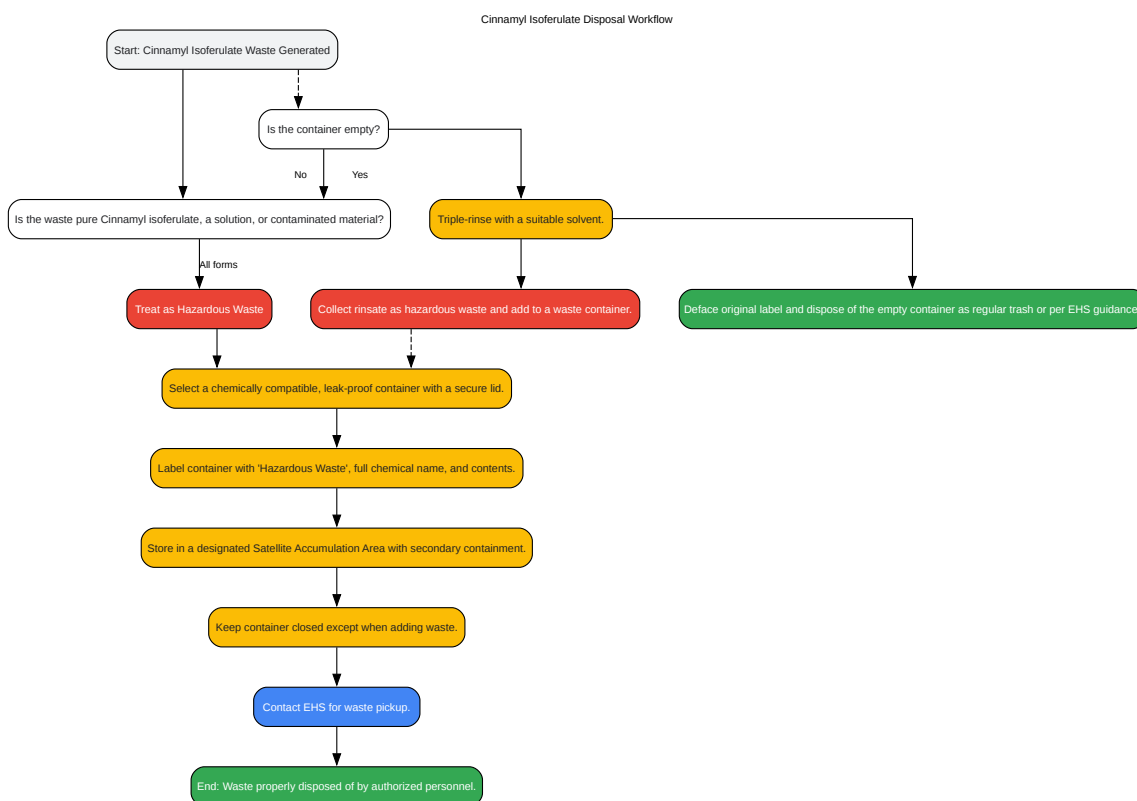 Cinnamyl Isoferulate Disposal Workflow
Start: Cinnamyl Isoferulate Waste Generated
Is the container empty?
No
Yes
Is the waste pure Cinnamyl isoferulate, a solution, or contaminated material?
Triple-rinse with a suitable solvent.
All forms
Treat as Hazardous Waste
Collect rinsate as hazardous waste and add to a waste container.
Deface original label and dispose of the empty container as regular trash or per EHS guidance
Select a chemically compatible, leak-proof container with a secure lid.
Label container with 'Hazardous Waste', full chemical name, and contents.
Store in a designated Satellite Accumulation Area with secondary containment.
Keep container closed except when adding waste.
Contact EHS for waste pickup.
End: Waste properly disposed of by authorized personnel.